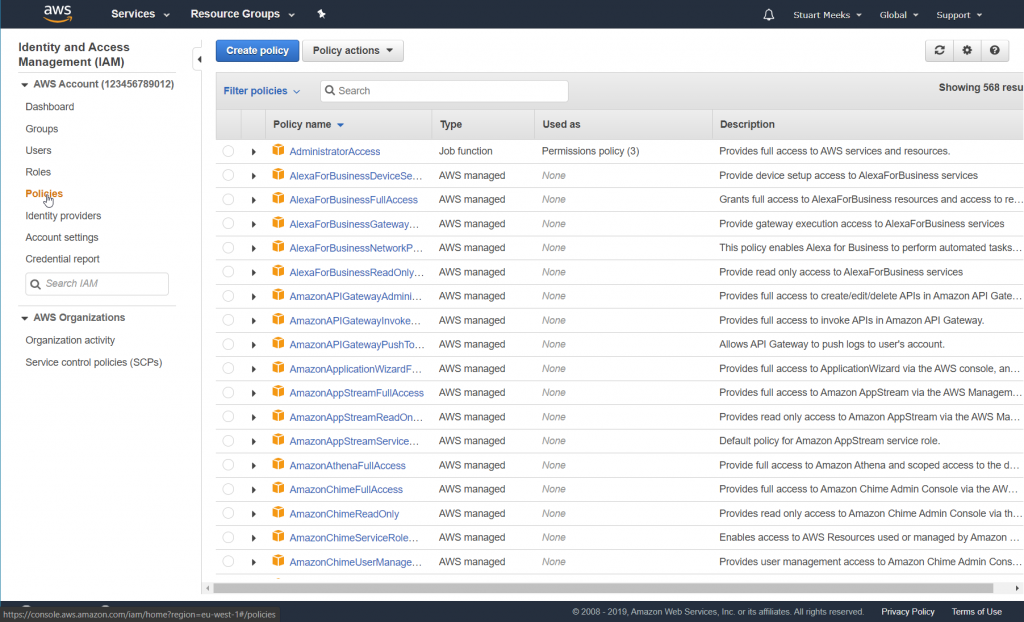 aws
Services
Resource Groups
Stuart Meeks
Global
Support
Identity and Access
Management (IAM)
AWS Account (123456789012)
Dashboard
Groups
Users
Roles
Policies
Identity providers
Account settings
Credential report
Search IAM
AWS Organizations
Organization activity
Service control policies (SCPs)
Create policy
Policy actions
Filter policies
Search
Showing 568 resu
Policy name Type Used as Description
AdministratorAccess Job function Permissions policy (3) Provides full access to AWS services and resources.
AlexaForBusinessDeviceSe... AWS managed None Provide device setup access to AlexaForBusiness services
AlexaForBusinessFullAccess AWS managed None Grants full access to AlexaForBusiness resources and access to re...
AlexaForBusinessGateway... AWS managed None Provide gateway execution access to AlexaForBusiness services
AlexaForBusinessNetworkP... AWS managed None This policy enables Alexa for Business to perform automated tasks...
AlexaForBusinessReadOnly... AWS managed None Provide read only access to AlexaForBusiness services
AmazonAPIGatewayAdmini... AWS managed None Provides full access to create/edit/delete APIs in Amazon API Gate...
AmazonAPIGatewayInvoke... AWS managed None Provides full access to invoke APIs in Amazon API Gateway.
AmazonAPIGatewayPushTo... AWS managed None Allows API Gateway to push logs to user's account.
AmazonApplicationWizardF... AWS managed None Provides full access to ApplicationWizard via the AWS console, an...
AmazonAppStreamFullAccess AWS managed None Provides full access to Amazon AppStream via the AWS Managem...
AmazonAppStreamReadOn... AWS managed None Provides read only access to Amazon AppStream via the AWS Ma...
AmazonAppStreamService... AWS managed None Default policy for Amazon AppStream service role.
AmazonAthenaFullAccess AWS managed None Provide full access to Amazon Athena and scoped access to the d...
AmazonChimeFullAccess AWS managed None Provides full access to Amazon Chime Admin Console via the AW...
AmazonChimeReadOnly AWS managed None Provides read only access to Amazon Chime Admin Console via th...
AmazonChimeServiceRole... AWS managed None Enables access to AWS Resources used or managed by Amazon ...
AmazonChimeUserManage... AWS managed None Provides user management access to Amazon Chime Admin Cons...
https://console.aws.amazon.com/iam/home?region=eu-west-1#/policies
© 2008 - 2019, Amazon Web Services, Inc. or its affiliates. All rights reserved.
Privacy Policy
Terms of Use